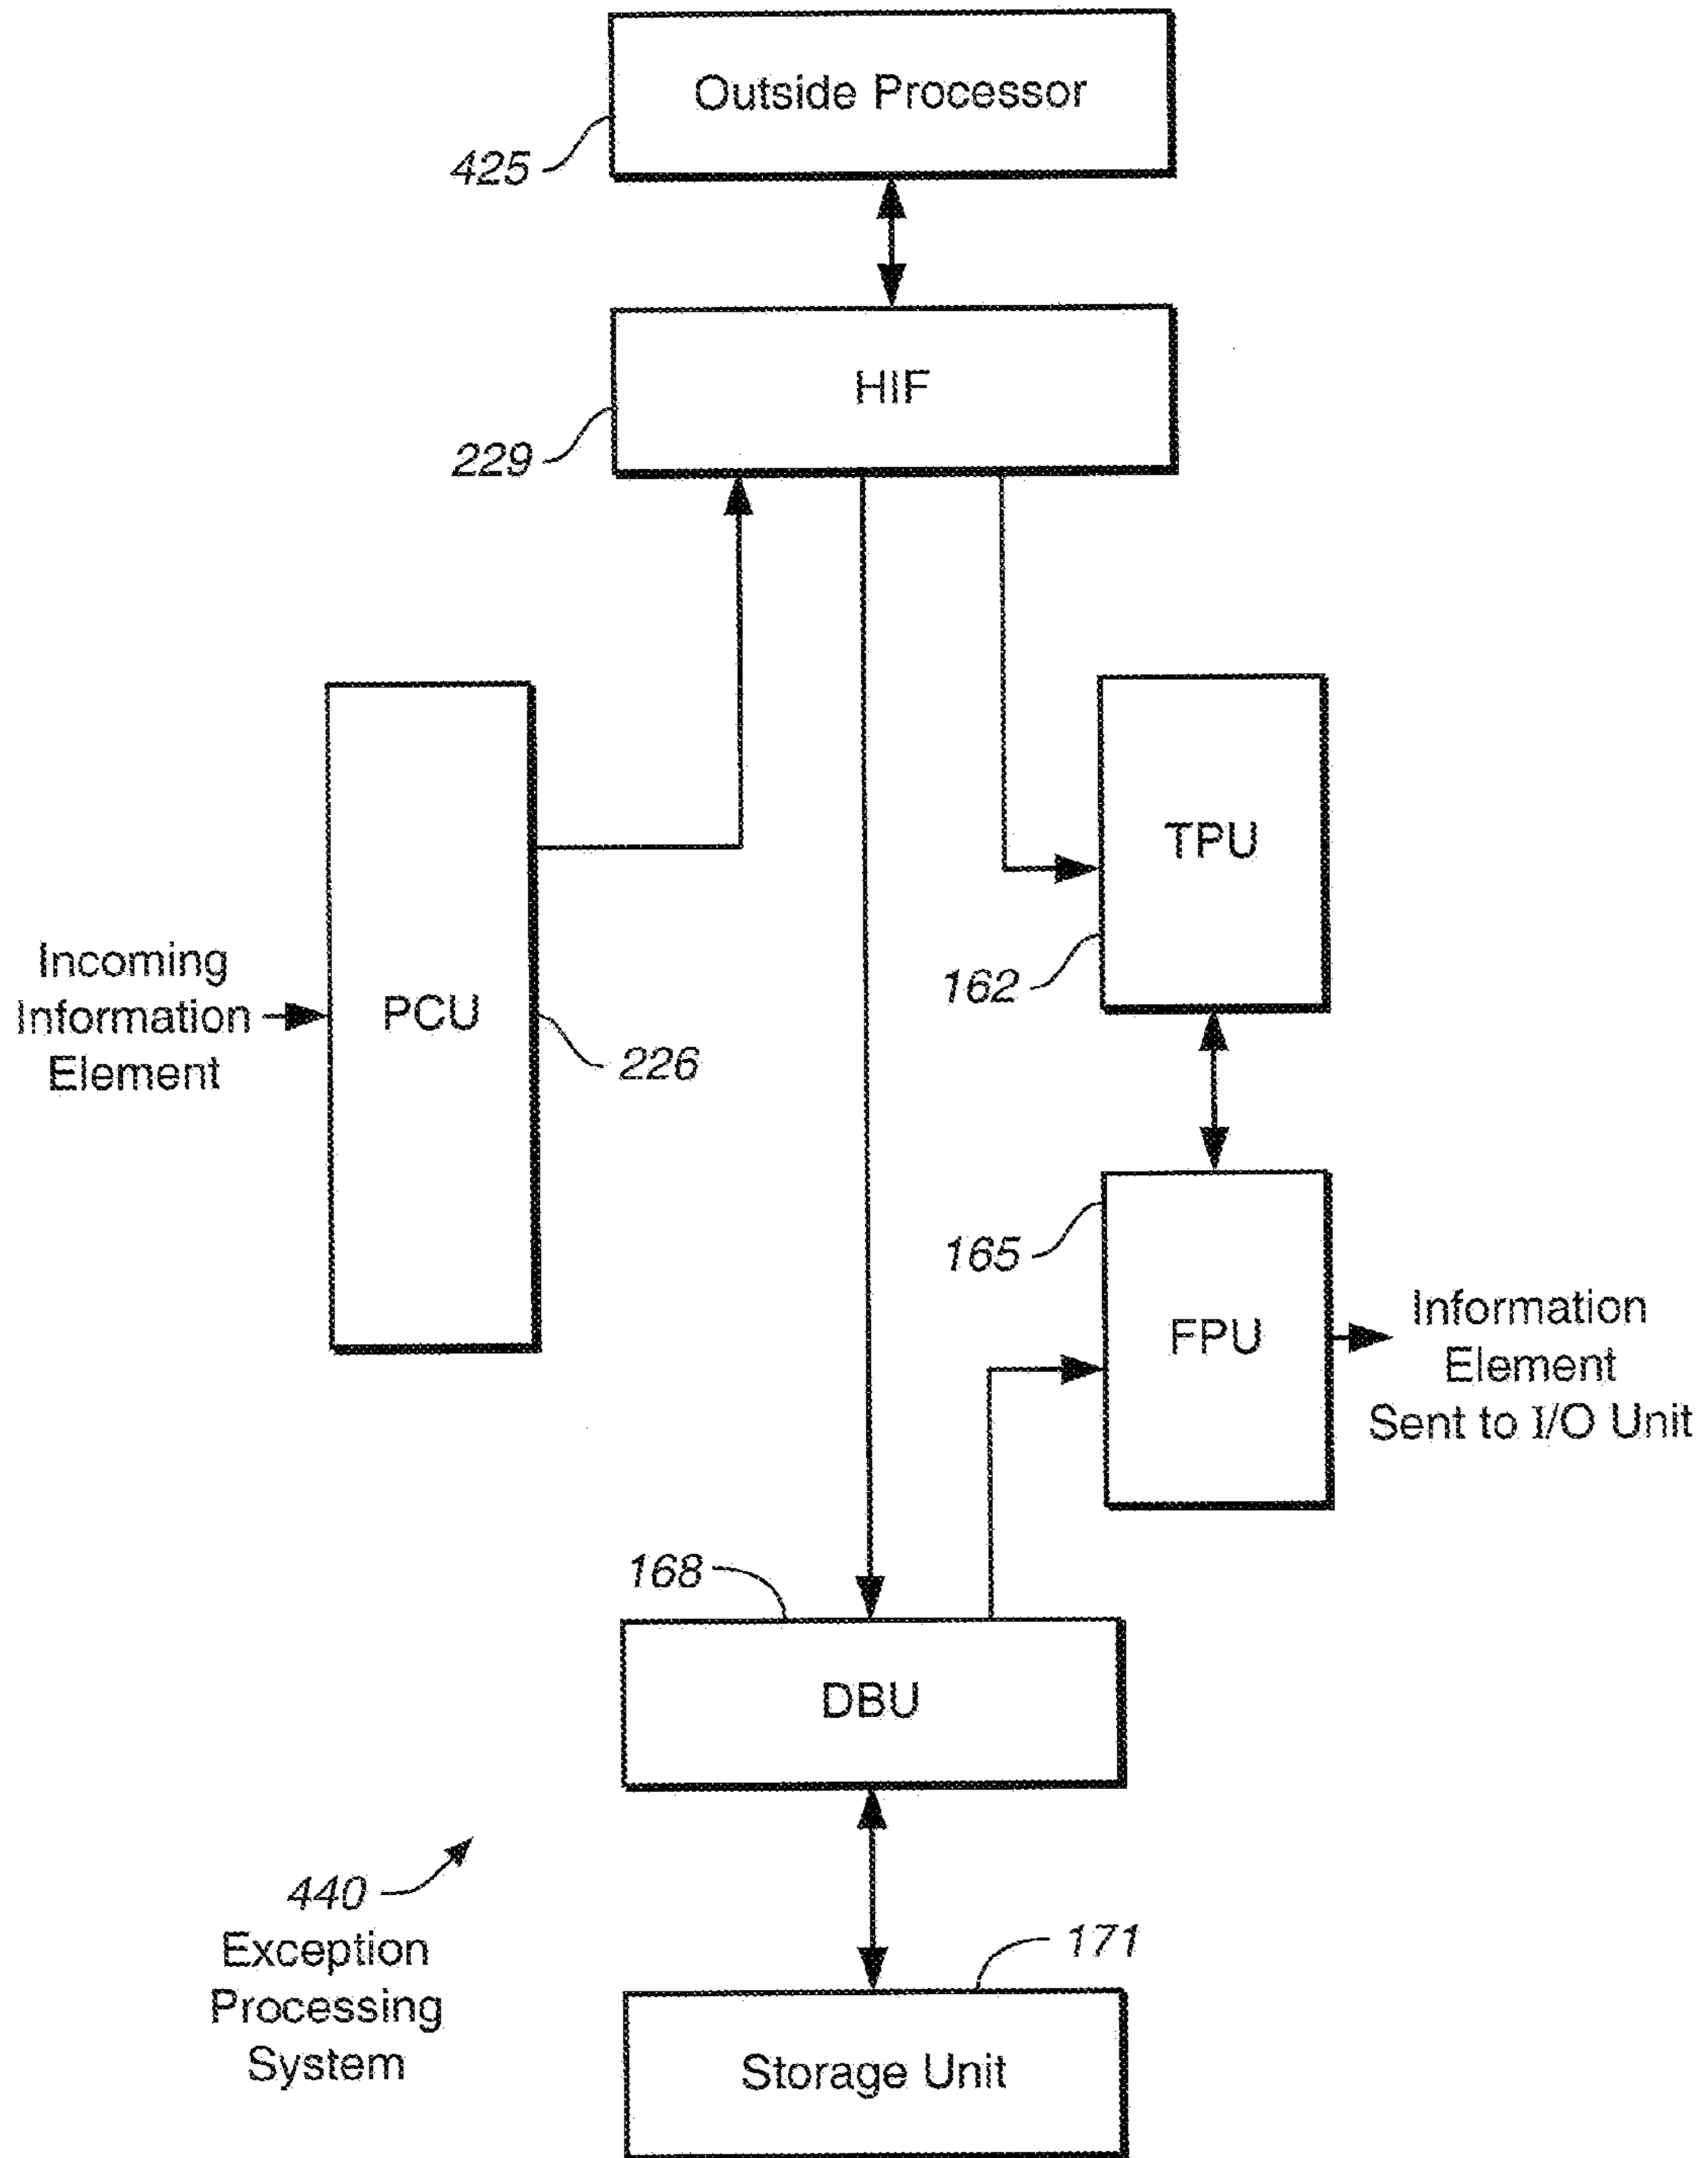 Outside Processor
425
HIF
229
TPU
162
Incoming
Information
Element
PCU
226
165
FPU
Information
Element
Sent to I/O Unit
168
DBU
440
Exception
Processing
System
171
Storage Unit